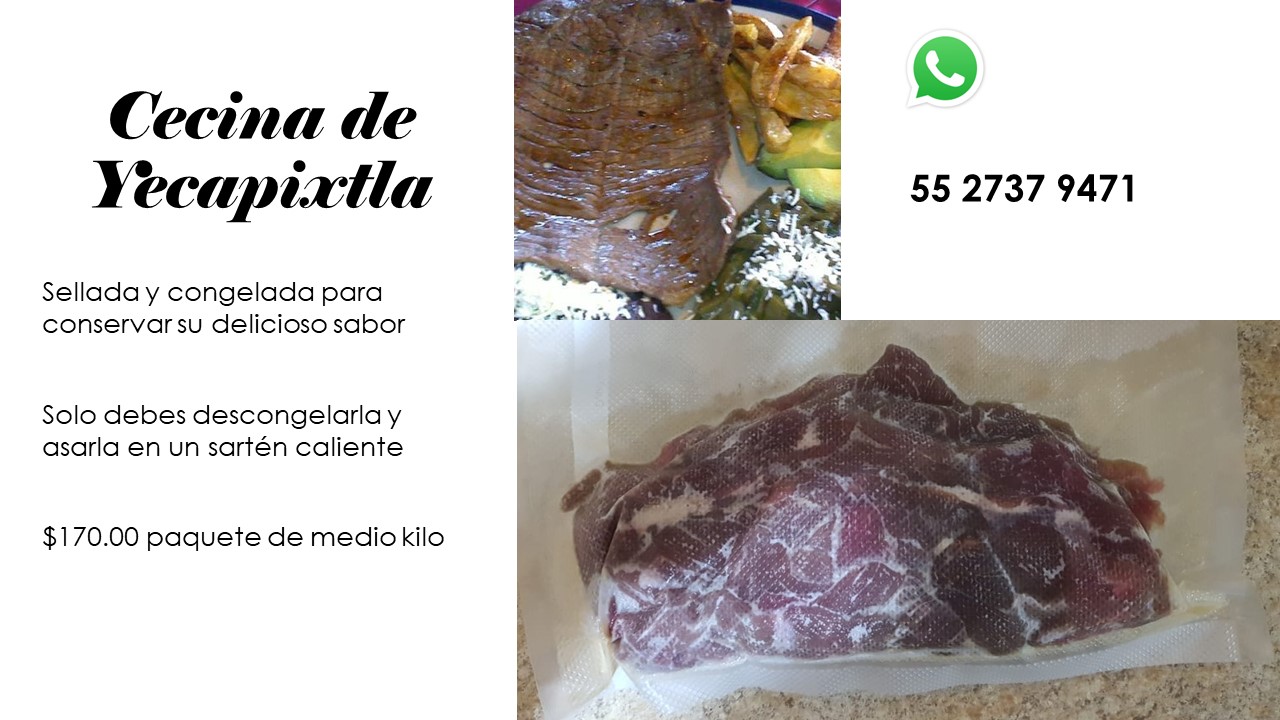 Cecina de
Yecapixtla
Sellada y congelada para
conservar su delicioso sabor
Solo debes descongelarla y
asarla en un sartén caliente
$170.00 paquete de medio kilo
55 2737 9471